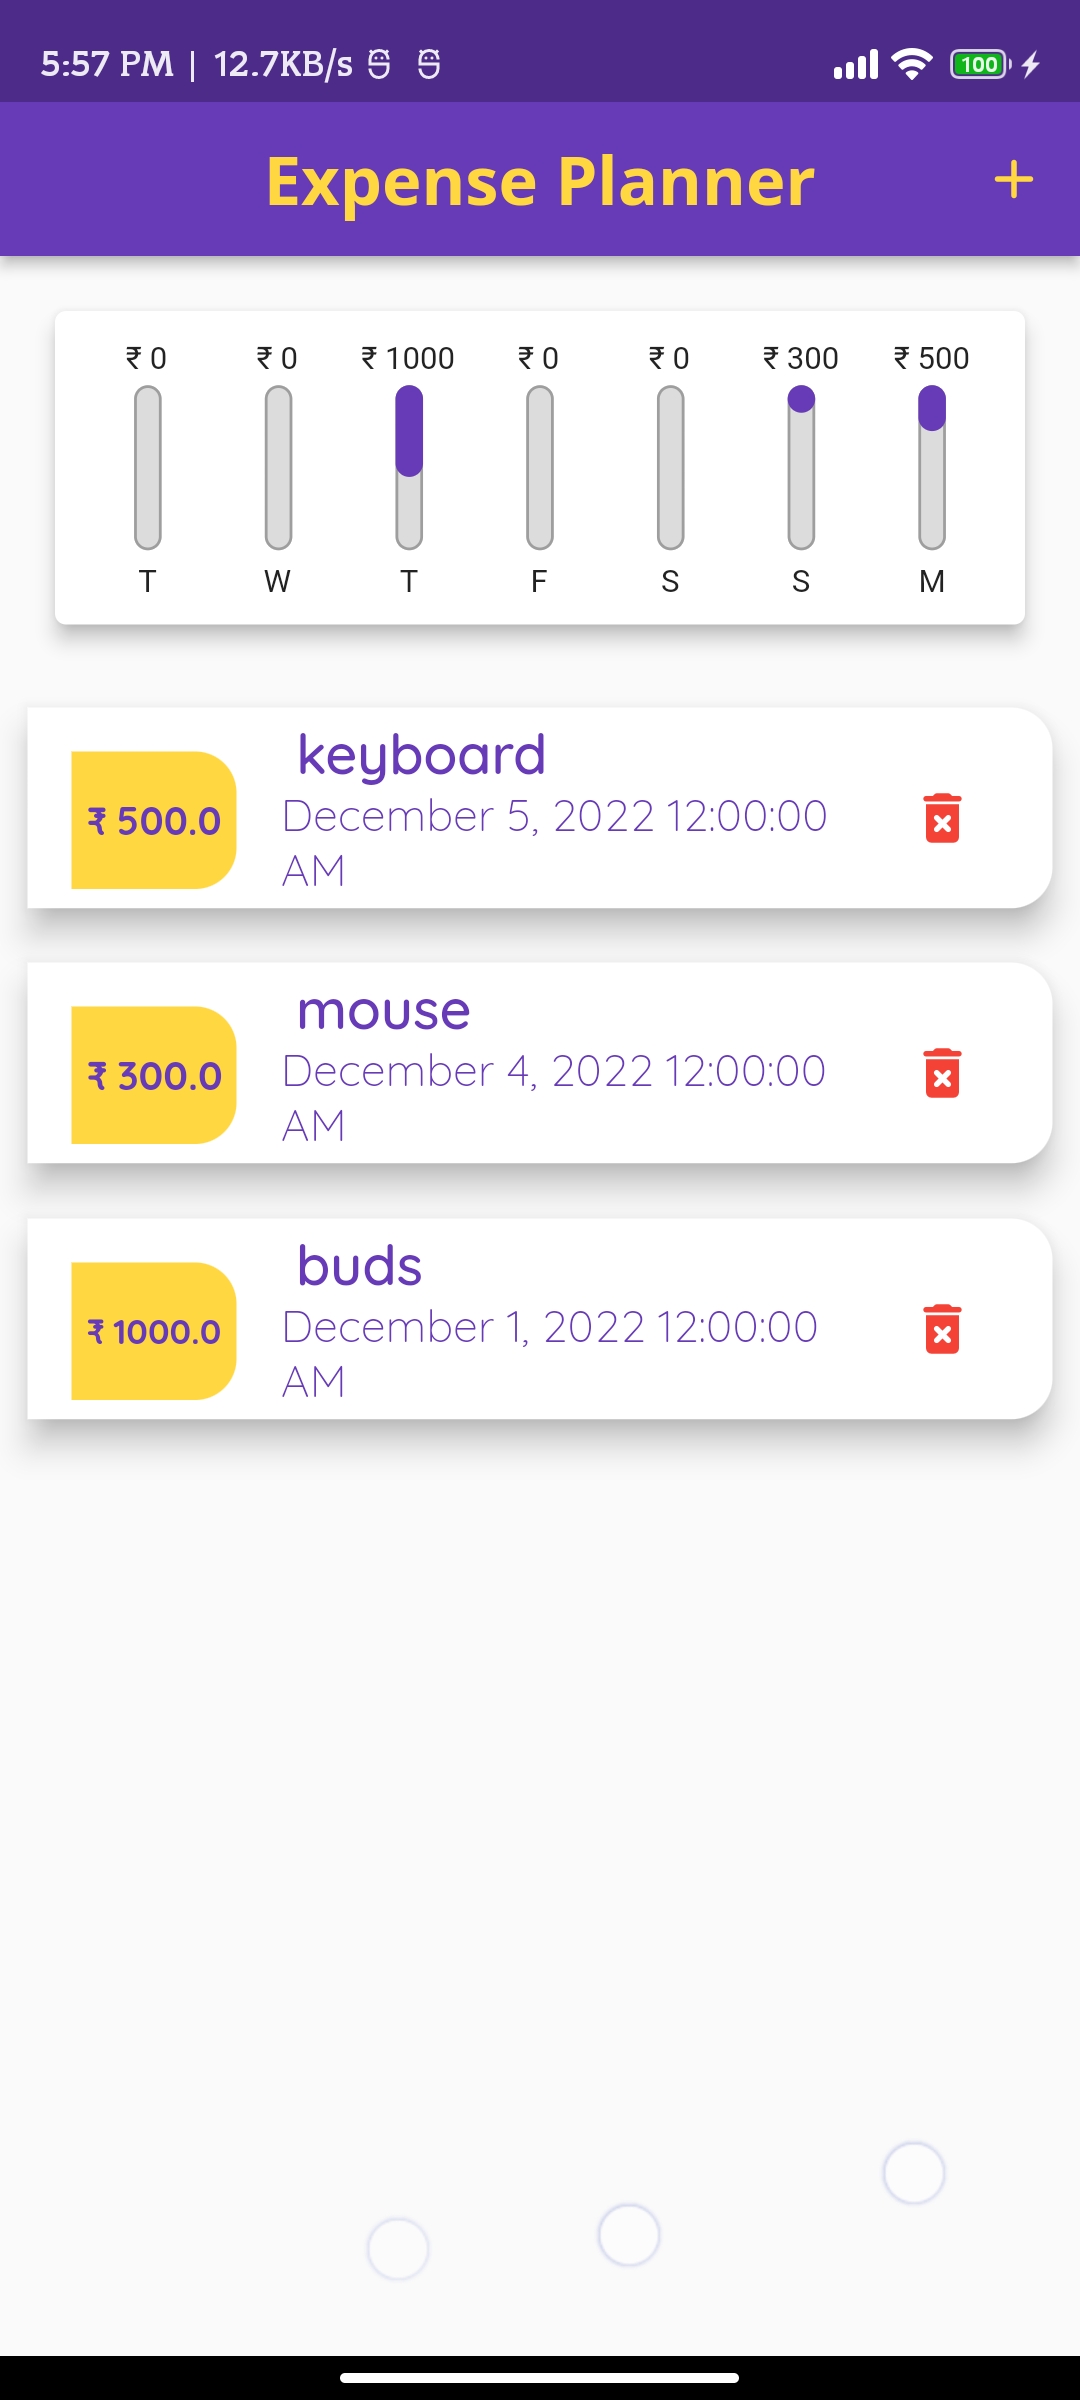 5:57 PM | 12.7KB/s
100
Expense Planner
₹ 0 ₹ 0 ₹ 1000 ₹ 0 ₹ 0 ₹ 300 ₹ 500
T W T F S S M
keyboard
₹ 500.0
December 5, 2022 12:00:00
AM
mouse
₹ 300.0
December 4, 2022 12:00:00
AM
buds
₹ 1000.0
December 1, 2022 12:00:00
AM